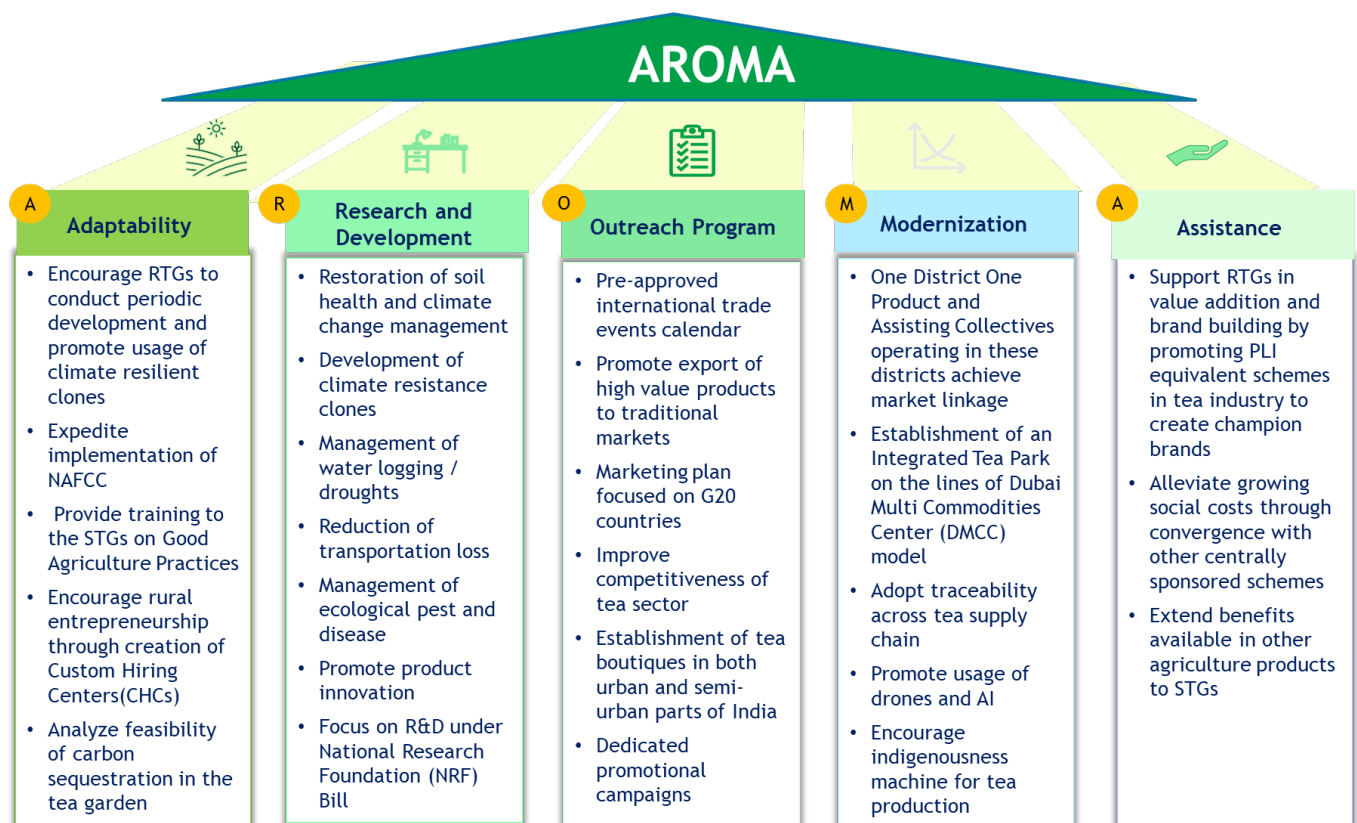 AROMA
A
Adaptability
• Encourage RTGs to
conduct periodic
development and
promote usage of
climate resilient
clones
• Expedite
implementation of
NAFCC
• Provide training to
the STGs on Good
Agriculture Practices
• Encourage rural
entrepreneurship
through creation of
Custom Hiring
Centers(CHCs)
• Analyze feasibility
of carbon
sequestration in the
tea garden
R
Research and
Development
• Restoration of soil
health and climate
change management
• Development of
climate resistance
clones
• Management of
water logging /
droughts
• Reduction of
transportation loss
• Management of
ecological pest and
disease
• Promote product
innovation
• Focus on R&D under
National Research
Foundation (NRF)
Bill
O
Outreach Program
• Pre-approved
international trade
events calendar
• Promote export of
high value products
to traditional
markets
• Marketing plan
focused on G20
countries
• Improve
competitiveness of
tea sector
• Establishment of tea
boutiques in both
urban and semi-
urban parts of India
• Dedicated
promotional
campaigns
M
Modernization
• One District One
Product and
Assisting Collectives
operating in these
districts achieve
market linkage
• Establishment of an
Integrated Tea Park
on the lines of Dubai
Multi Commodities
Center (DMCC)
model
• Adopt traceability
across tea supply
chain
• Promote usage of
drones and AI
• Encourage
indigenousness
machine for tea
production
A
Assistance
• Support RTGs in
value addition and
brand building by
promoting PLI
equivalent schemes
in tea industry to
create champion
brands
• Alleviate growing
social costs through
convergence with
other centrally
sponsored schemes
• Extend benefits
available in other
agriculture products
to STGs